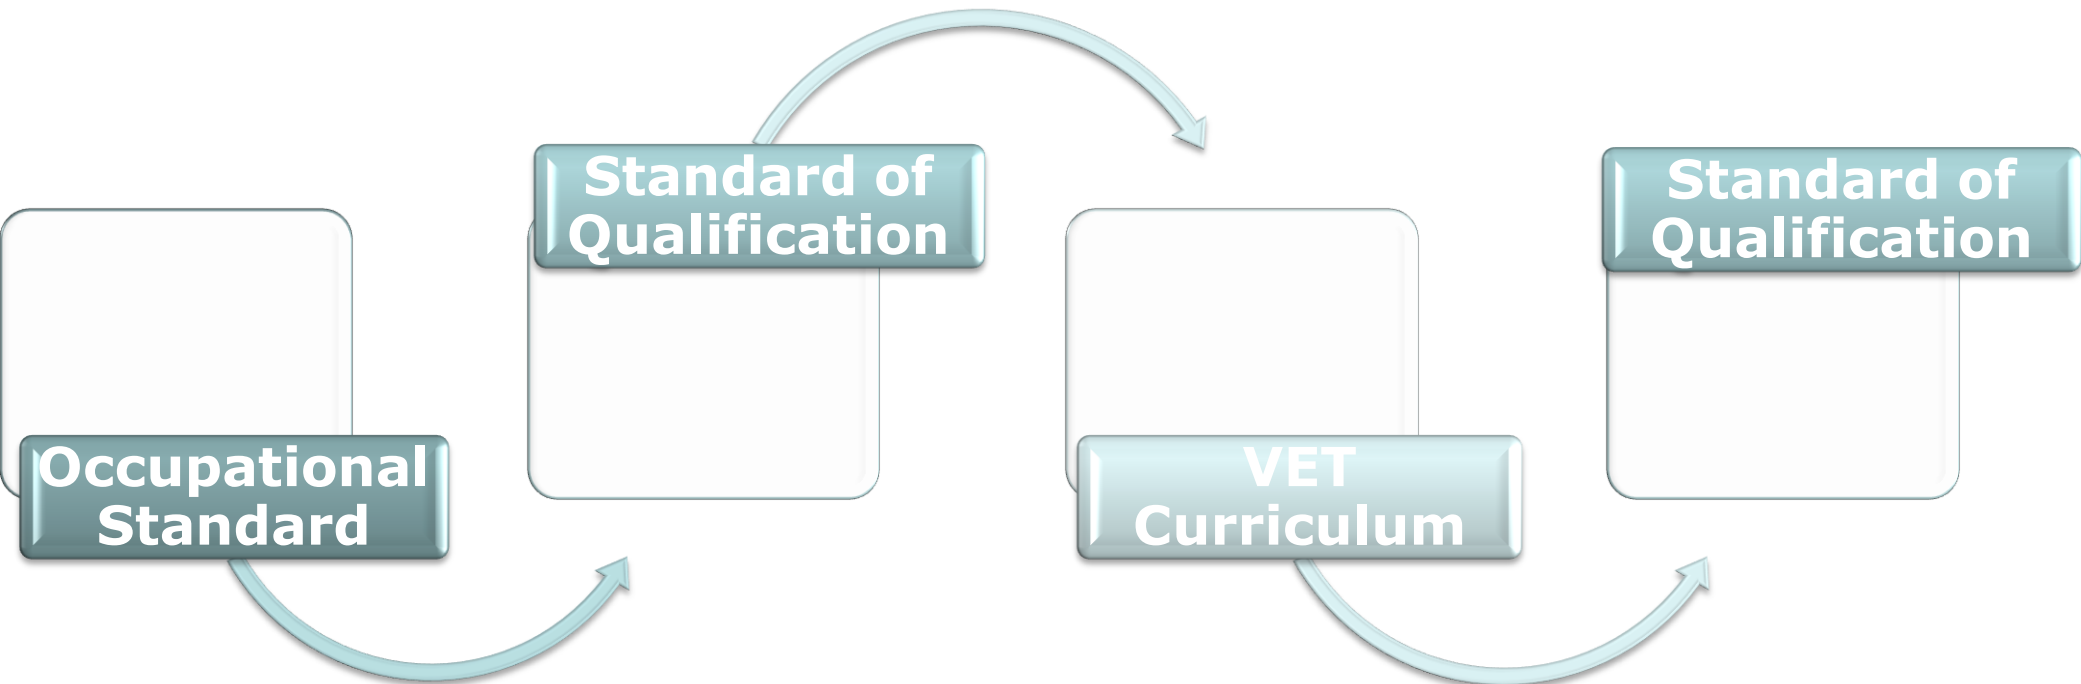 Occupational
Standard
Standard of
Qualification
VET
Curriculum
Standard of
Qualification